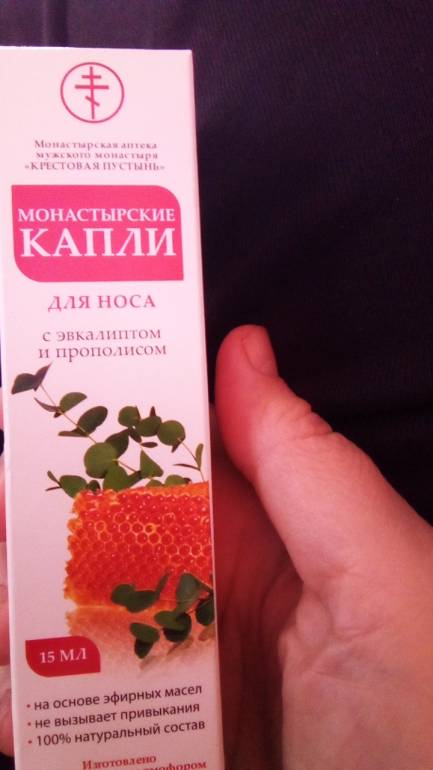 Монастырская аптека
мужского монастыря
«КРЕСТОВАЯ ПУСТЫНЬ»
МОНАСТЫРСКИЕ
КАПЛИ
ДЛЯ НОСА
с эвкалиптом
и прополисом
15 МЛ
• на основе эфирных масел
• не вызывает привыкания
• 100% натуральный состав
Изготовлено